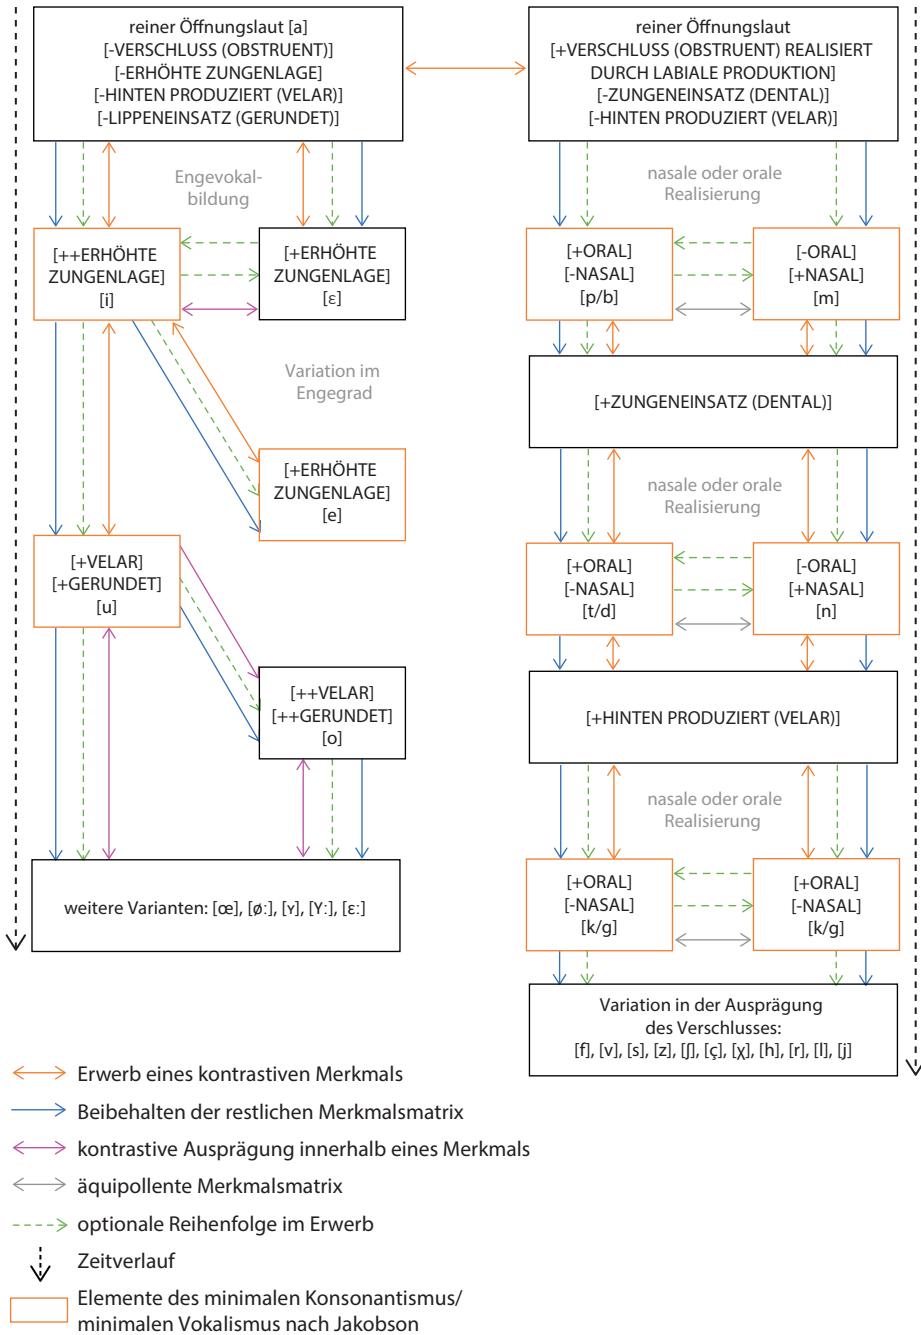 reiner Öffnungslaut [a]
[-VERSCHLUSS (OBSTRUENT)]
[-ERHÖHTE ZUNGENLAGE]
[-HINTEN PRODUZIERT (VELAR)]
[-LIPPENEINSATZ (GERUNDET)]
Engevokal-
bildung
[++ERHÖHTE
ZUNGENLAGE]
[i]
[+ERHÖHTE
ZUNGENLAGE]
[ε]
Variation im
Engegrad
[+ERHÖHTE
ZUNGENLAGE]
[e]
[+VELAR]
[+GERUNDET]
[u]
[++VELAR]
[++GERUNDET]
[o]
weitere Varianten: [œ], [øː], [ʏ], [Yː], [εː]
reiner Öffnungslaut
[+VERSCHLUSS (OBSTRUENT) REALISIERT
DURCH LABIALE PRODUKTION]
[-ZUNGENEINSATZ (DENTAL)]
[-HINTEN PRODUZIERT (VELAR)]
nasale oder orale
Realisierung
[+ORAL]
[-NASAL]
[p/b]
[-ORAL]
[+NASAL]
[m]
[+ZUNGENEINSATZ (DENTAL)]
nasale oder orale
Realisierung
[+ORAL]
[-NASAL]
[t/d]
[-ORAL]
[+NASAL]
[n]
[+HINTEN PRODUZIERT (VELAR)]
nasale oder orale
Realisierung
[+ORAL]
[-NASAL]
[k/g]
[+ORAL]
[-NASAL]
[k/g]
Variation in der Ausprägung
des Verschlusses:
[f], [v], [s], [z], [ʃ], [ç], [χ], [h], [r], [l], [j]
Erwerb eines kontrastiven Merkmals
Beibehalten der restlichen Merkmalsmatrix
kontrastive Ausprägung innerhalb eines Merkmals
äquipollente Merkmalsmatrix
optionale Reihenfolge im Erwerb
Zeitverlauf
Elemente des minimalen Konsonantismus/
minimalen Vokalismus nach Jakobson